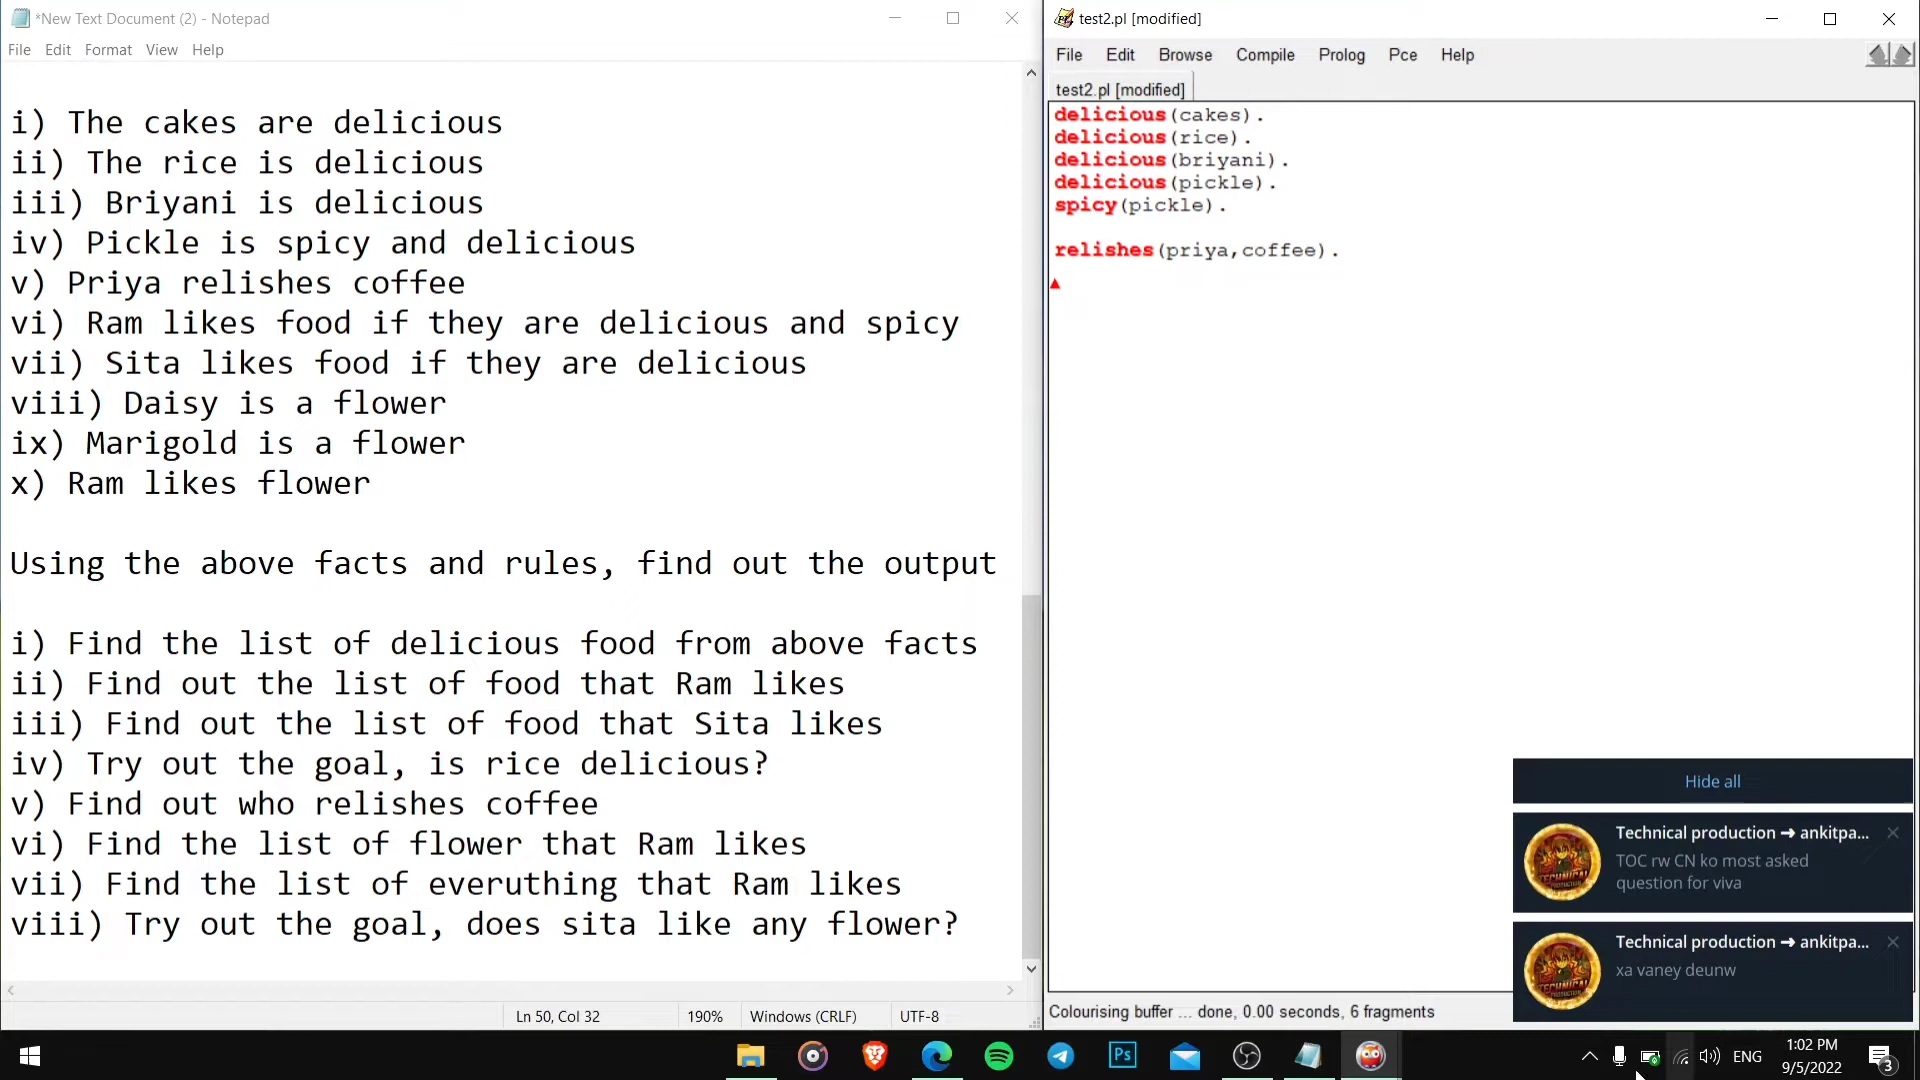 *New Text Document (2) - Notepad
File Edit Format View Help
i) The cakes are delicious
ii) The rice is delicious
iii) Briyani is delicious
iv) Pickle is spicy and delicious
v) Priya relishes coffee
vi) Ram likes food if they are delicious and spicy
vii) Sita likes food if they are delicious
viii) Daisy is a flower
ix) Marigold is a flower
x) Ram likes flower
Using the above facts and rules, find out the output
i) Find the list of delicious food from above facts
ii) Find out the list of food that Ram likes
iii) Find out the list of food that Sita likes
iv) Try out the goal, is rice delicious?
v) Find out who relishes coffee
vi) Find the list of flower that Ram likes
vii) Find the list of everuthing that Ram likes
viii) Try out the goal, does sita like any flower?
Ln 50, Col 32 190% Windows (CRLF) UTF-8
test2.pl [modified]
File Edit Browse Compile Prolog Pce Help
test2.pl [modified]
delicious(cakes).
delicious(rice).
delicious(briyani).
delicious(pickle).
spicy(pickle).
relishes(priya,coffee).
Hide all
Technical production ➜ ankitpa...
TOC rw CN ko most asked
question for viva
Technical production ➜ ankitpa...
xa vaney deunw
Colourising buffer ... done, 0.00 seconds, 6 fragments
Ps
ENG
1:02 PM
9/5/2022
3